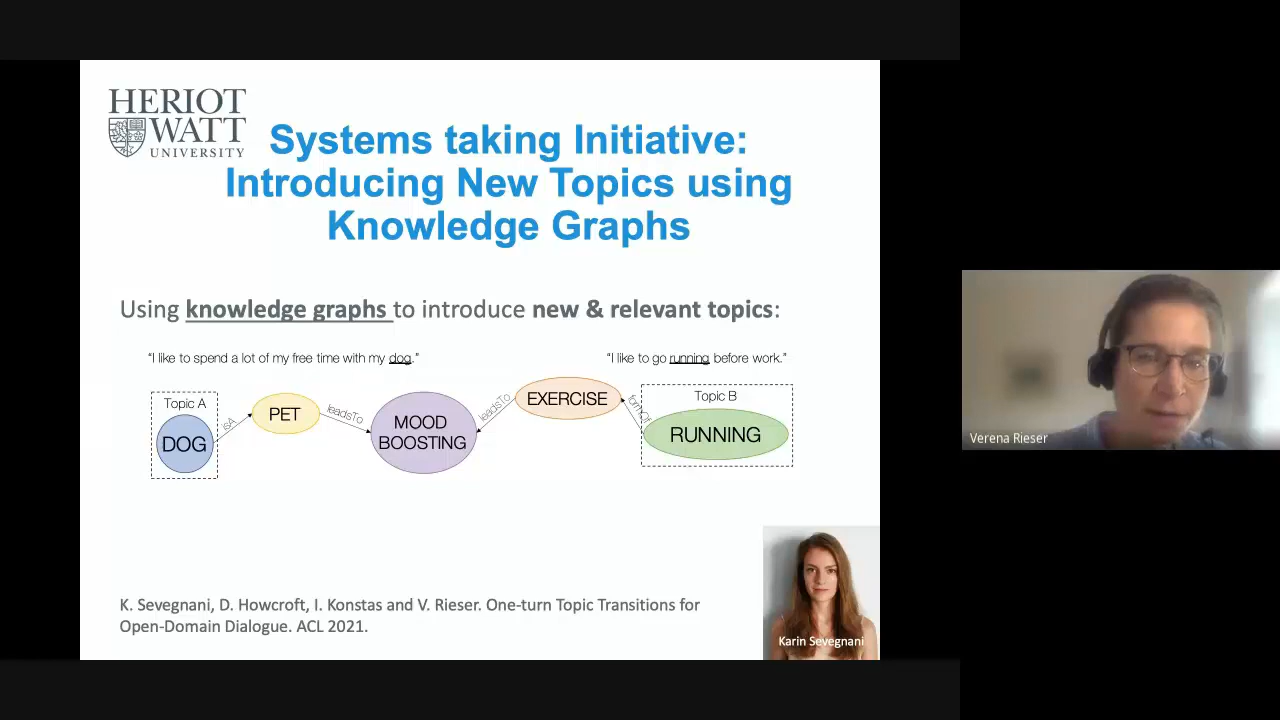 HERIOT
WATT
UNIVERSITY
Systems taking Initiative:
Introducing New Topics using
Knowledge Graphs
Using knowledge graphs to introduce new & relevant topics:
“I like to spend a lot of my free time with my dog.”
“I like to go running before work.”
Topic A
DOG
isA
PET
leadsTo
MOOD
BOOSTING
leadsTo
EXERCISE
formOf
Topic B
RUNNING
K. Sevegnani, D. Howcroft, I. Konstas and V. Rieser. One-turn Topic Transitions for
Open-Domain Dialogue. ACL 2021.
Karin Sevegnani
Verena Rieser